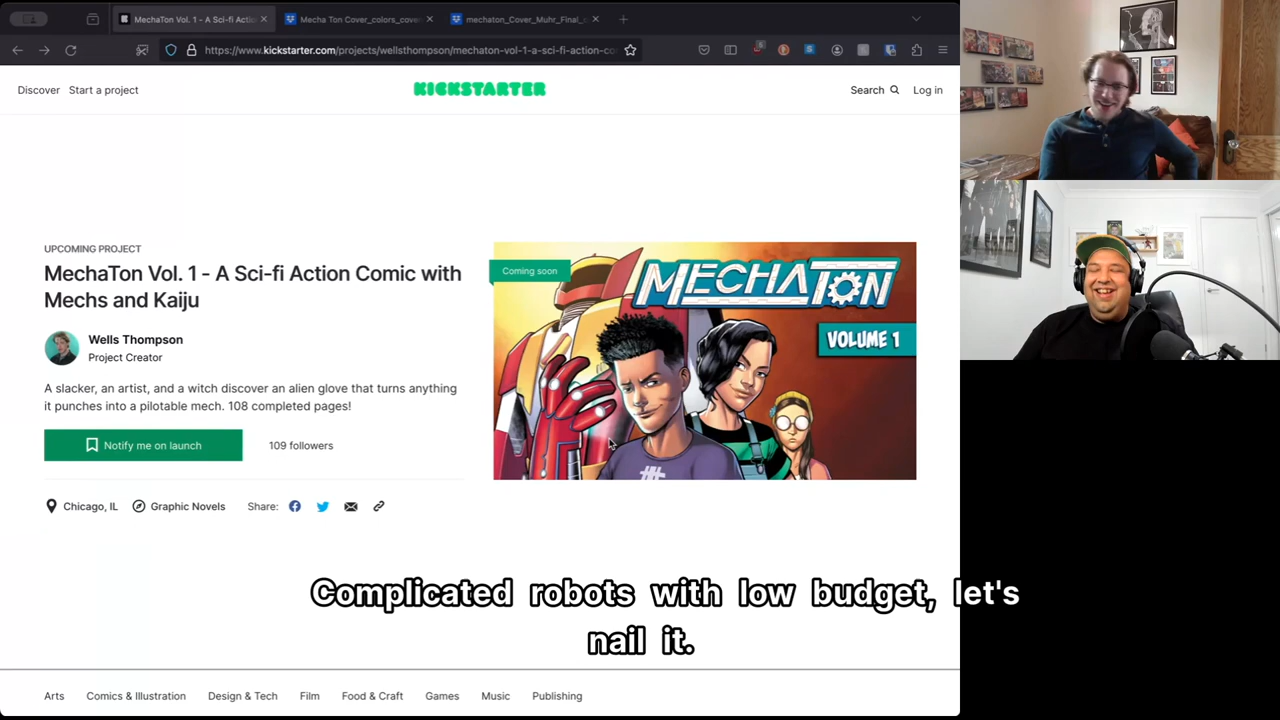 MechaTon Vol. 1 - A Sci-fi Actio
Mecha Ton Cover_colors_cove
mechaton_Cover_Muhr_Final_
https://www.kickstarter.com/projects/wellsthompson/mechaton-vol-1-a-sci-fi-action-co
Discover Start a project
KICKSTARTER
Search
Log in
UPCOMING PROJECT
MechaTon Vol. 1 - A Sci-fi Action Comic with
Mechs and Kaiju
Wells Thompson
Project Creator
A slacker, an artist, and a witch discover an alien glove that turns anything
it punches into a pilotable mech. 108 completed pages!
Notify me on launch
109 followers
Coming soon
MECHATON
VOLUME 1
#
Chicago, IL
Graphic Novels
Share:
Complicated robots with low budget, let's
nail it.
Arts Comics & Illustration Design & Tech Film Food & Craft Games Music Publishing